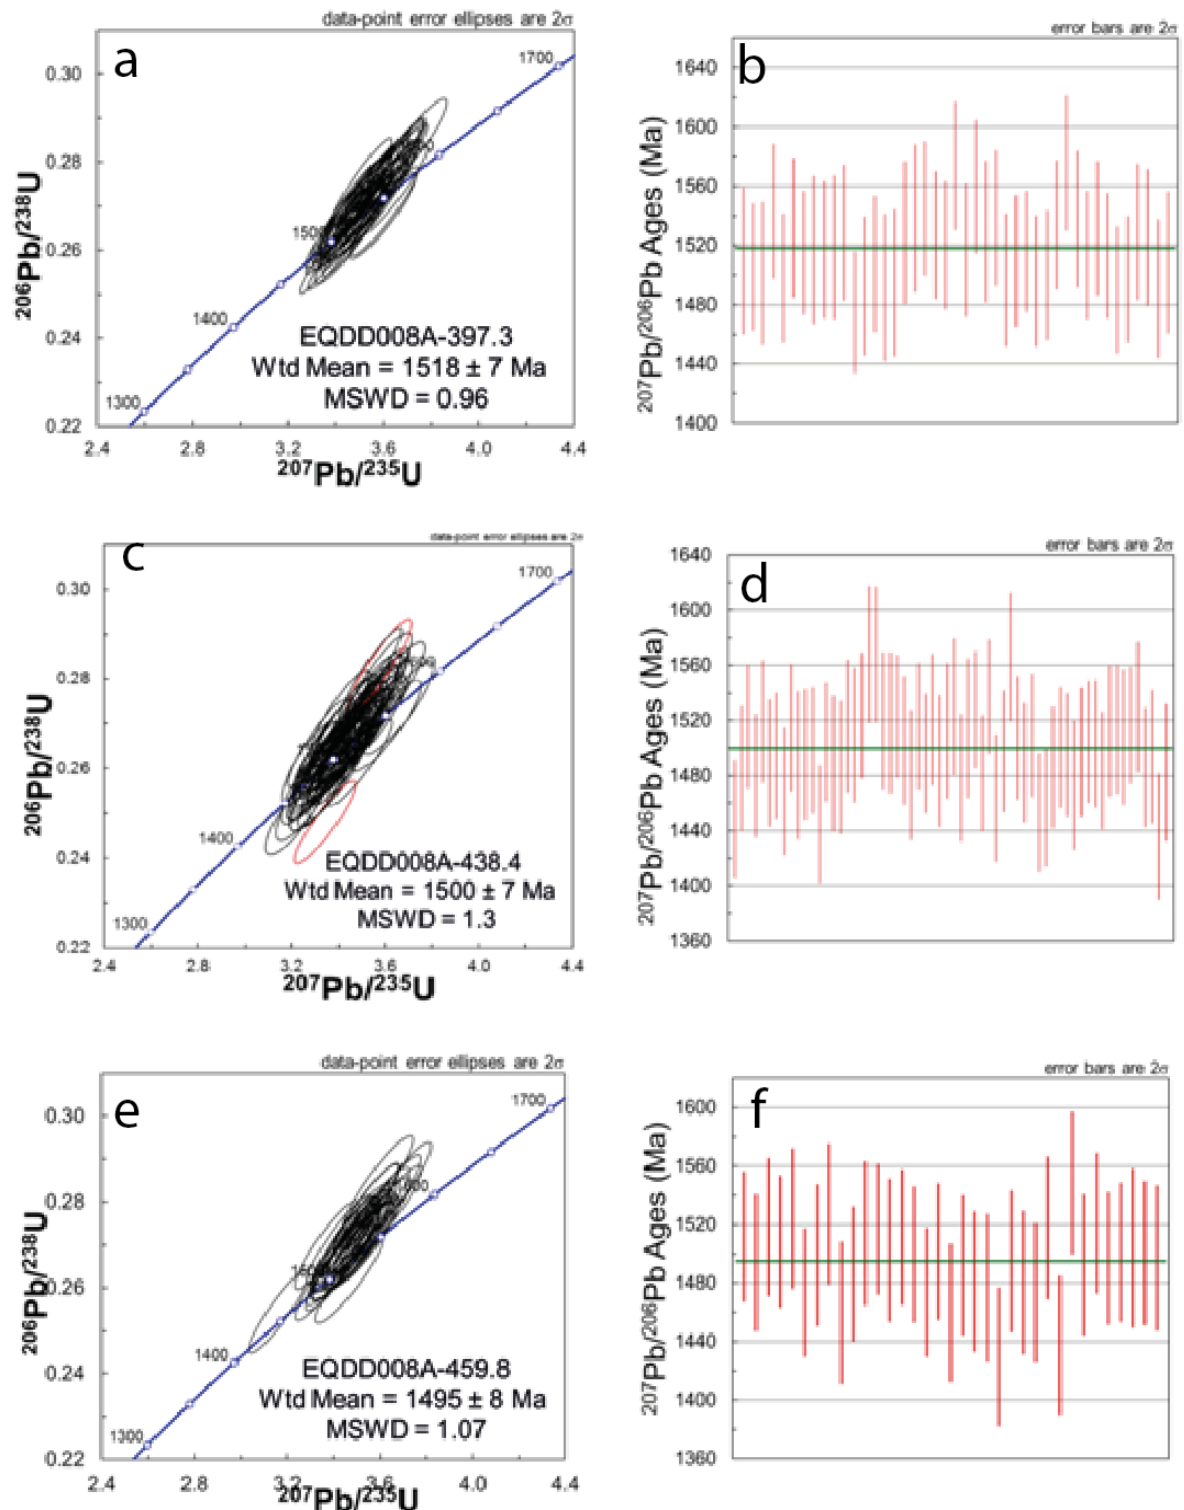 data-point error ellipses are 2σ
a
0.30
0.28
0.26
0.24
0.22
1700
1500
1400
1300
206Pb/238U
EQDD008A-397.3
Wtd Mean = 1518 ± 7 Ma
MSWD = 0.96
2.4 2.8 3.2 3.6 4.0 4.4
207Pb/235U
error bars are 2σ
b
1640
1600
1560
1520
1480
1440
1400
207Pb/206Pb Ages (Ma)
data-point error ellipses are 2σ
c
0.30
0.28
0.26
0.24
0.22
1700
1400
1300
206Pb/238U
EQDD008A-438.4
Wtd Mean = 1500 ± 7 Ma
MSWD = 1.3
2.4 2.8 3.2 3.6 4.0 4.4
207Pb/235U
error bars are 2σ
d
1640
1600
1560
1520
1480
1440
1400
1360
207Pb/206Pb Ages (Ma)
data-point error ellipses are 2σ
e
0.30
0.28
0.26
0.24
0.22
1700
1400
1300
206Pb/238U
EQDD008A-459.8
Wtd Mean = 1495 ± 8 Ma
MSWD = 1.07
2.4 2.8 3.2 3.6 4.0 4.4
207Pb/235U
error bars are 2σ
f
1600
1560
1520
1480
1440
1400
1360
207Pb/206Pb Ages (Ma)